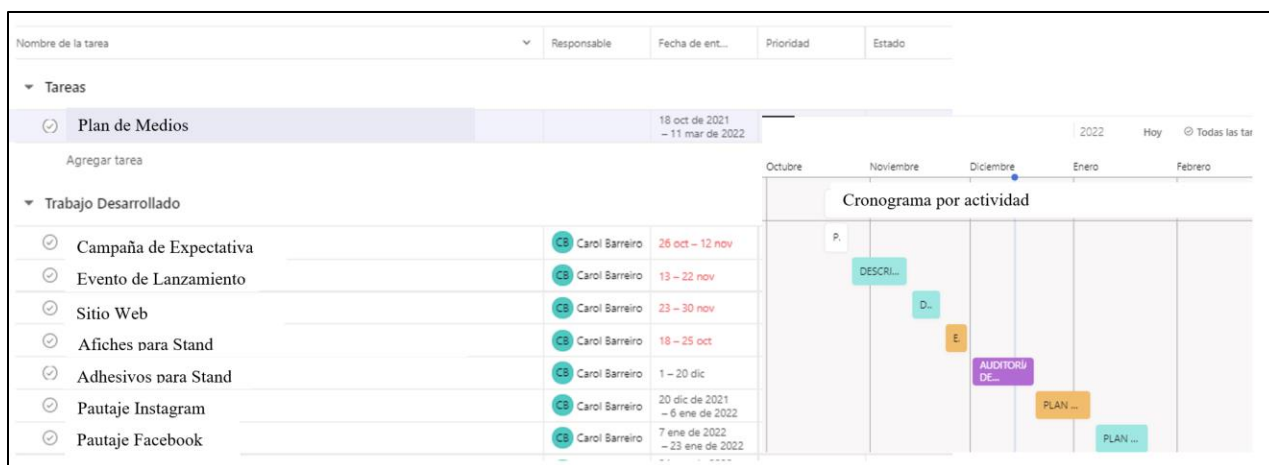 Nombre de la tarea Responsable Fecha de ent... Prioridad Estado
Tareas
Plan de Medios 18 oct de 2021
– 11 mar de 2022
Agregar tarea
Trabajo Desarrollado
Campaña de Expectativa CB Carol Barreiro 26 oct – 12 nov
Evento de Lanzamiento CB Carol Barreiro 13 – 22 nov
Sitio Web CB Carol Barreiro 23 – 30 nov
Afiches para Stand CB Carol Barreiro 18 – 25 oct
Adhesivos para Stand CB Carol Barreiro 1 – 20 dic
Pautaje Instagram CB Carol Barreiro 20 dic de 2021
– 6 ene de 2022
Pautaje Facebook CB Carol Barreiro 7 ene de 2022
– 23 ene de 2022
2022 Hoy Todas las tar
Octubre Noviembre Diciembre Enero Febrero
Cronograma por actividad
P.
DESCRI...
D...
E.
AUDITORÍA
DE...
PLAN ...
PLAN ...